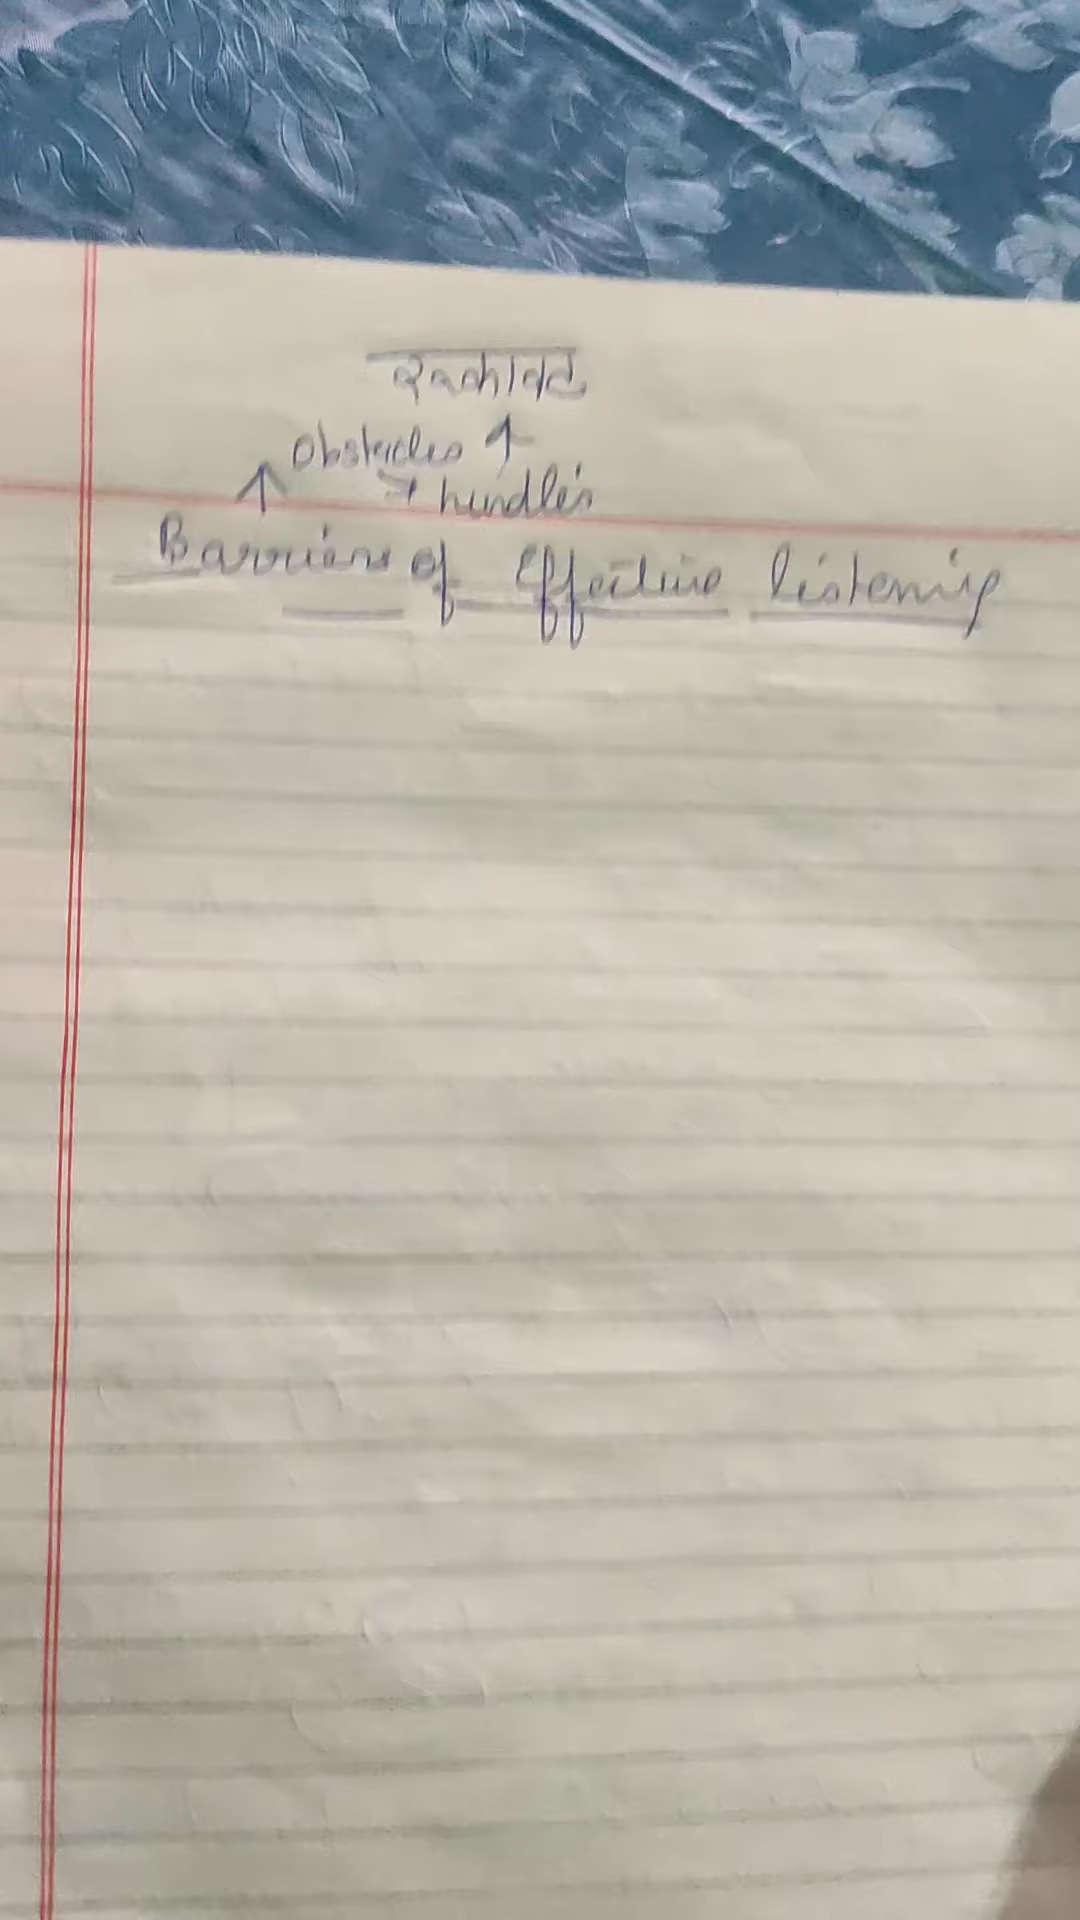 रुकावट
obstacles
hurdles
Barriers of Effective listening